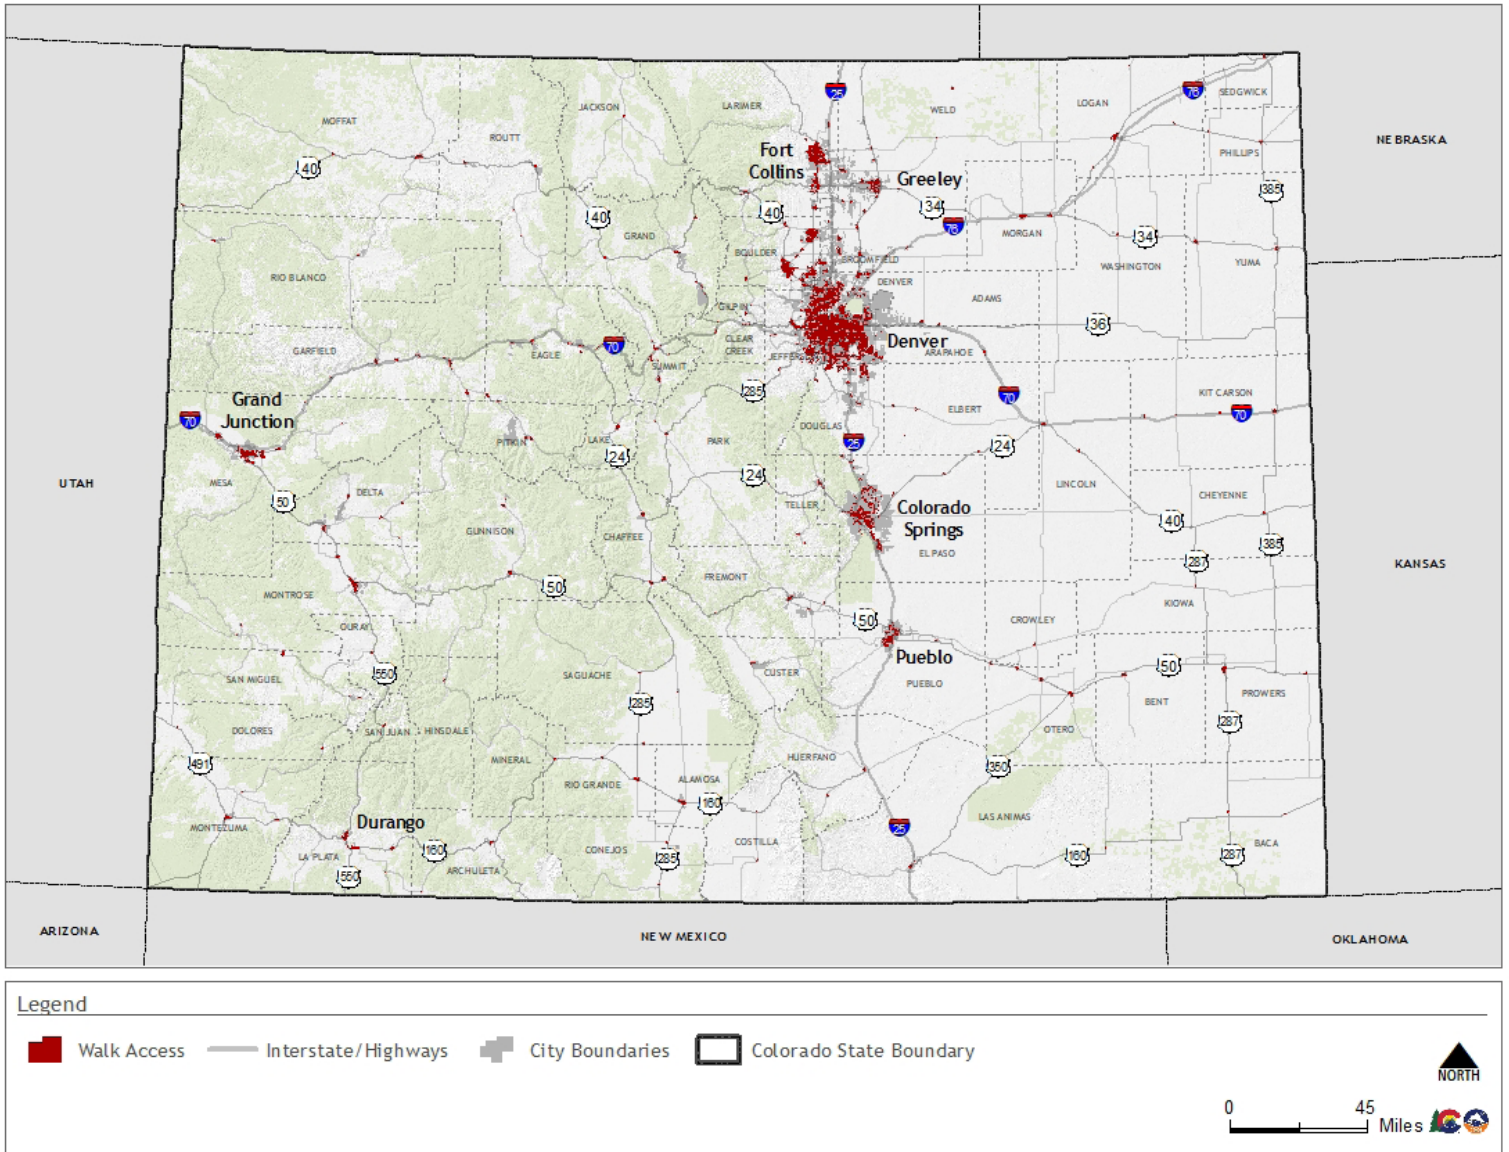 25
76
SEDGWICK
JACKSON
LARIMER
WELD
LOGAN
MOFFAT
ROUTT
NEBRASKA
Fort
Collins
PHILLIPS
40
Greeley
385
34
40
40
76
MORGAN
34
GRAND
BOULDER
BROOMFIELD
WASHINGTON
YUMA
RIO BLANCO
DENVER
ADAMS
GILPIN
36
CLEAR
CREEK
Denver
GARFIELD
70
EAGLE
SUMMIT
JEFFER
ARAPAHOE
285
KIT CARSON
Grand
Junction
70
70
70
ELBERT
DOUGLAS
25
PITKIN
LAKE
PARK
24
24
24
UTAH
MESA
DELTA
50
LINCOLN
CHEYENNE
TELLER
Colorado
Springs
40
GUNNISON
CHAFFEE
EL PASO
385
287
KANSAS
FREMONT
50
MONTROSE
KIOWA
OURAY
50
CROWLEY
Pueblo
50
550
SAGUACHE
CUSTER
SAN MIGUEL
PUEBLO
PROWERS
BENT
285
287
DOLORES
SAN JUAN
HINSDALE
OTERO
491
MINERAL
HUERFANO
350
RIO GRANDE
ALAMOSA
160
Durango
25
LAS ANIMAS
MONTEZUMA
COSTILLA
BACA
LA PLATA
160
CONEJOS
285
160
287
550
ARCHULETA
ARIZONA
NEW MEXICO
OKLAHOMA
Legend
Walk Access
Interstate/Highways
City Boundaries
Colorado State Boundary
NORTH
0 45
Miles